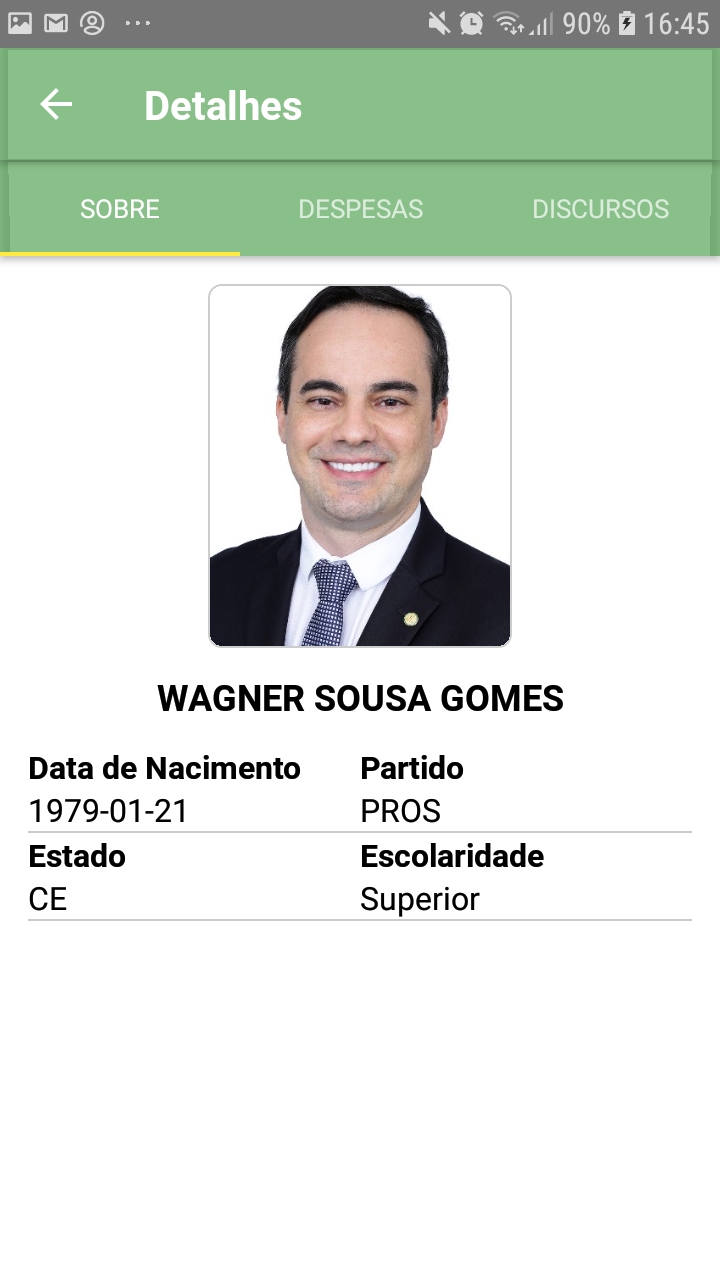 90% 16:45
Detalhes
SOBRE DESPESAS DISCURSOS
WAGNER SOUSA GOMES
Data de Nacimento Partido
1979-01-21 PROS
Estado Escolaridade
CE Superior